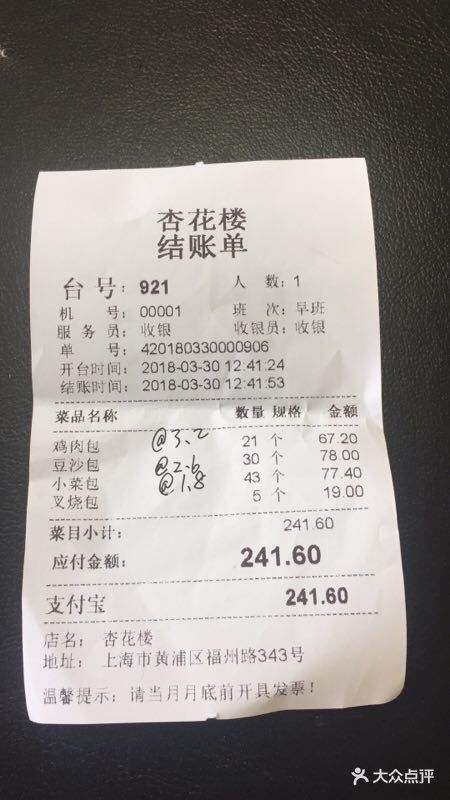 杏花楼
结账单
台号：921 人数：1
机号：00001 班次：早班
服务员：收银 收银员：收银
单号：420180330000906
开台时间：2018-03-30 12:41:24
结账时间：2018-03-30 12:41:53
菜品名称 数量 规格 金额
鸡肉包 @3.2 21 个 67.20
豆沙包 @2.6 30 个 78.00
小菜包 @1.8 43 个 77.40
叉烧包 5 个 19.00
菜目小计： 241.60
应付金额： 241.60
支付宝 241.60
店名： 杏花楼
地址： 上海市黄浦区福州路343号
温馨提示：请当月月底前开具发票！
大众点评